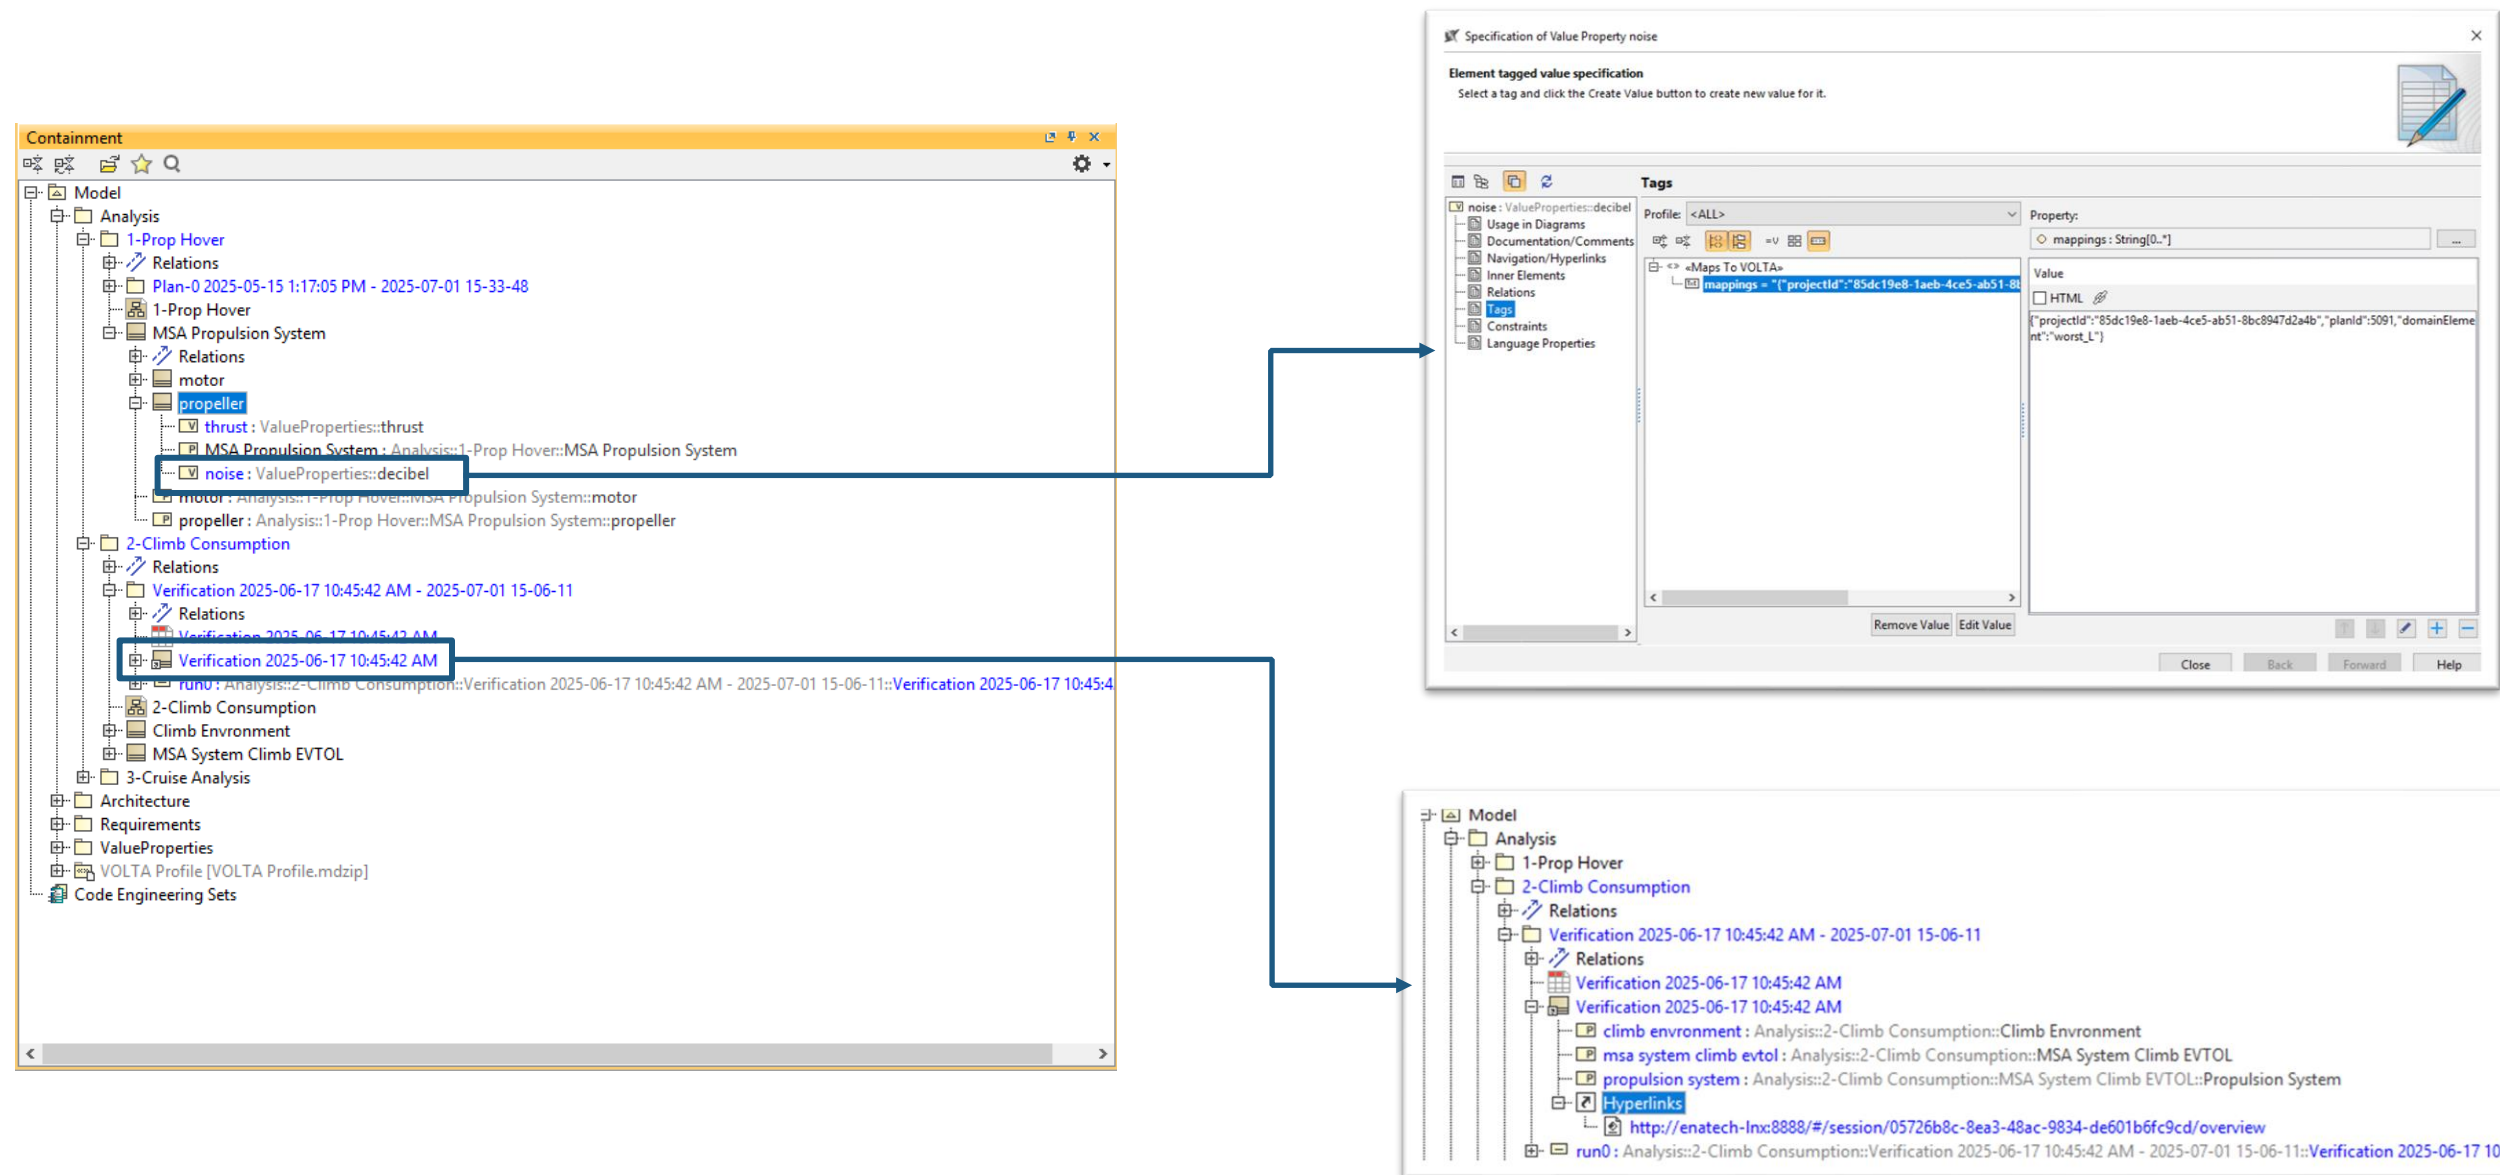 Containment
Model
Analysis
1-Prop Hover
Relations
Plan-0 2025-05-15 1:17:05 PM - 2025-07-01 15-33-48
1-Prop Hover
MSA Propulsion System
Relations
motor
propeller
thrust : ValueProperties::thrust
MSA Propulsion System : Analysis::1-Prop Hover::MSA Propulsion System
noise : ValueProperties::decibel
motor : Analysis::1-Prop Hover::MSA Propulsion System::motor
propeller : Analysis::1-Prop Hover::MSA Propulsion System::propeller
2-Climb Consumption
Relations
Verification 2025-06-17 10:45:42 AM - 2025-07-01 15-06-11
Relations
Verification 2025-06-17 10:45:42 AM
Verification 2025-06-17 10:45:42 AM
run0 : Analysis::2-Climb Consumption::Verification 2025-06-17 10:45:42 AM - 2025-07-01 15-06-11::Verification 2025-06-17 10:45:4
2-Climb Consumption
Climb Envronment
MSA System Climb EVTOL
3-Cruise Analysis
Architecture
Requirements
ValueProperties
VOLTA Profile [VOLTA Profile.mdzip]
Code Engineering Sets
Specification of Value Property noise
Element tagged value specification
Select a tag and click the Create Value button to create new value for it.
noise : ValueProperties::decibel
Usage in Diagrams
Documentation/Comments
Navigation/Hyperlinks
Inner Elements
Relations
Tags
Constraints
Language Properties
Tags
Profile: <ALL>
«Maps To VOLTA»
mappings = "{"projectId":"85dc19e8-1aeb-4ce5-ab51-8b
Remove Value Edit Value
Property:
mappings : String[0..*]
...
Value
HTML
{"projectId":"85dc19e8-1aeb-4ce5-ab51-8bc8947d2a4b","planId":5091,"domainEleme
nt":"worst_L"}
Close Back Forward Help
Model
Analysis
1-Prop Hover
2-Climb Consumption
Relations
Verification 2025-06-17 10:45:42 AM - 2025-07-01 15-06-11
Relations
Verification 2025-06-17 10:45:42 AM
Verification 2025-06-17 10:45:42 AM
climb envronment : Analysis::2-Climb Consumption::Climb Envronment
msa system climb evtol : Analysis::2-Climb Consumption::MSA System Climb EVTOL
propulsion system : Analysis::2-Climb Consumption::MSA System Climb EVTOL::Propulsion System
Hyperlinks
http://enatech-lnx:8888/#/session/05726b8c-8ea3-48ac-9834-de601b6fc9cd/overview
run0 : Analysis::2-Climb Consumption::Verification 2025-06-17 10:45:42 AM - 2025-07-01 15-06-11::Verification 2025-06-17 10